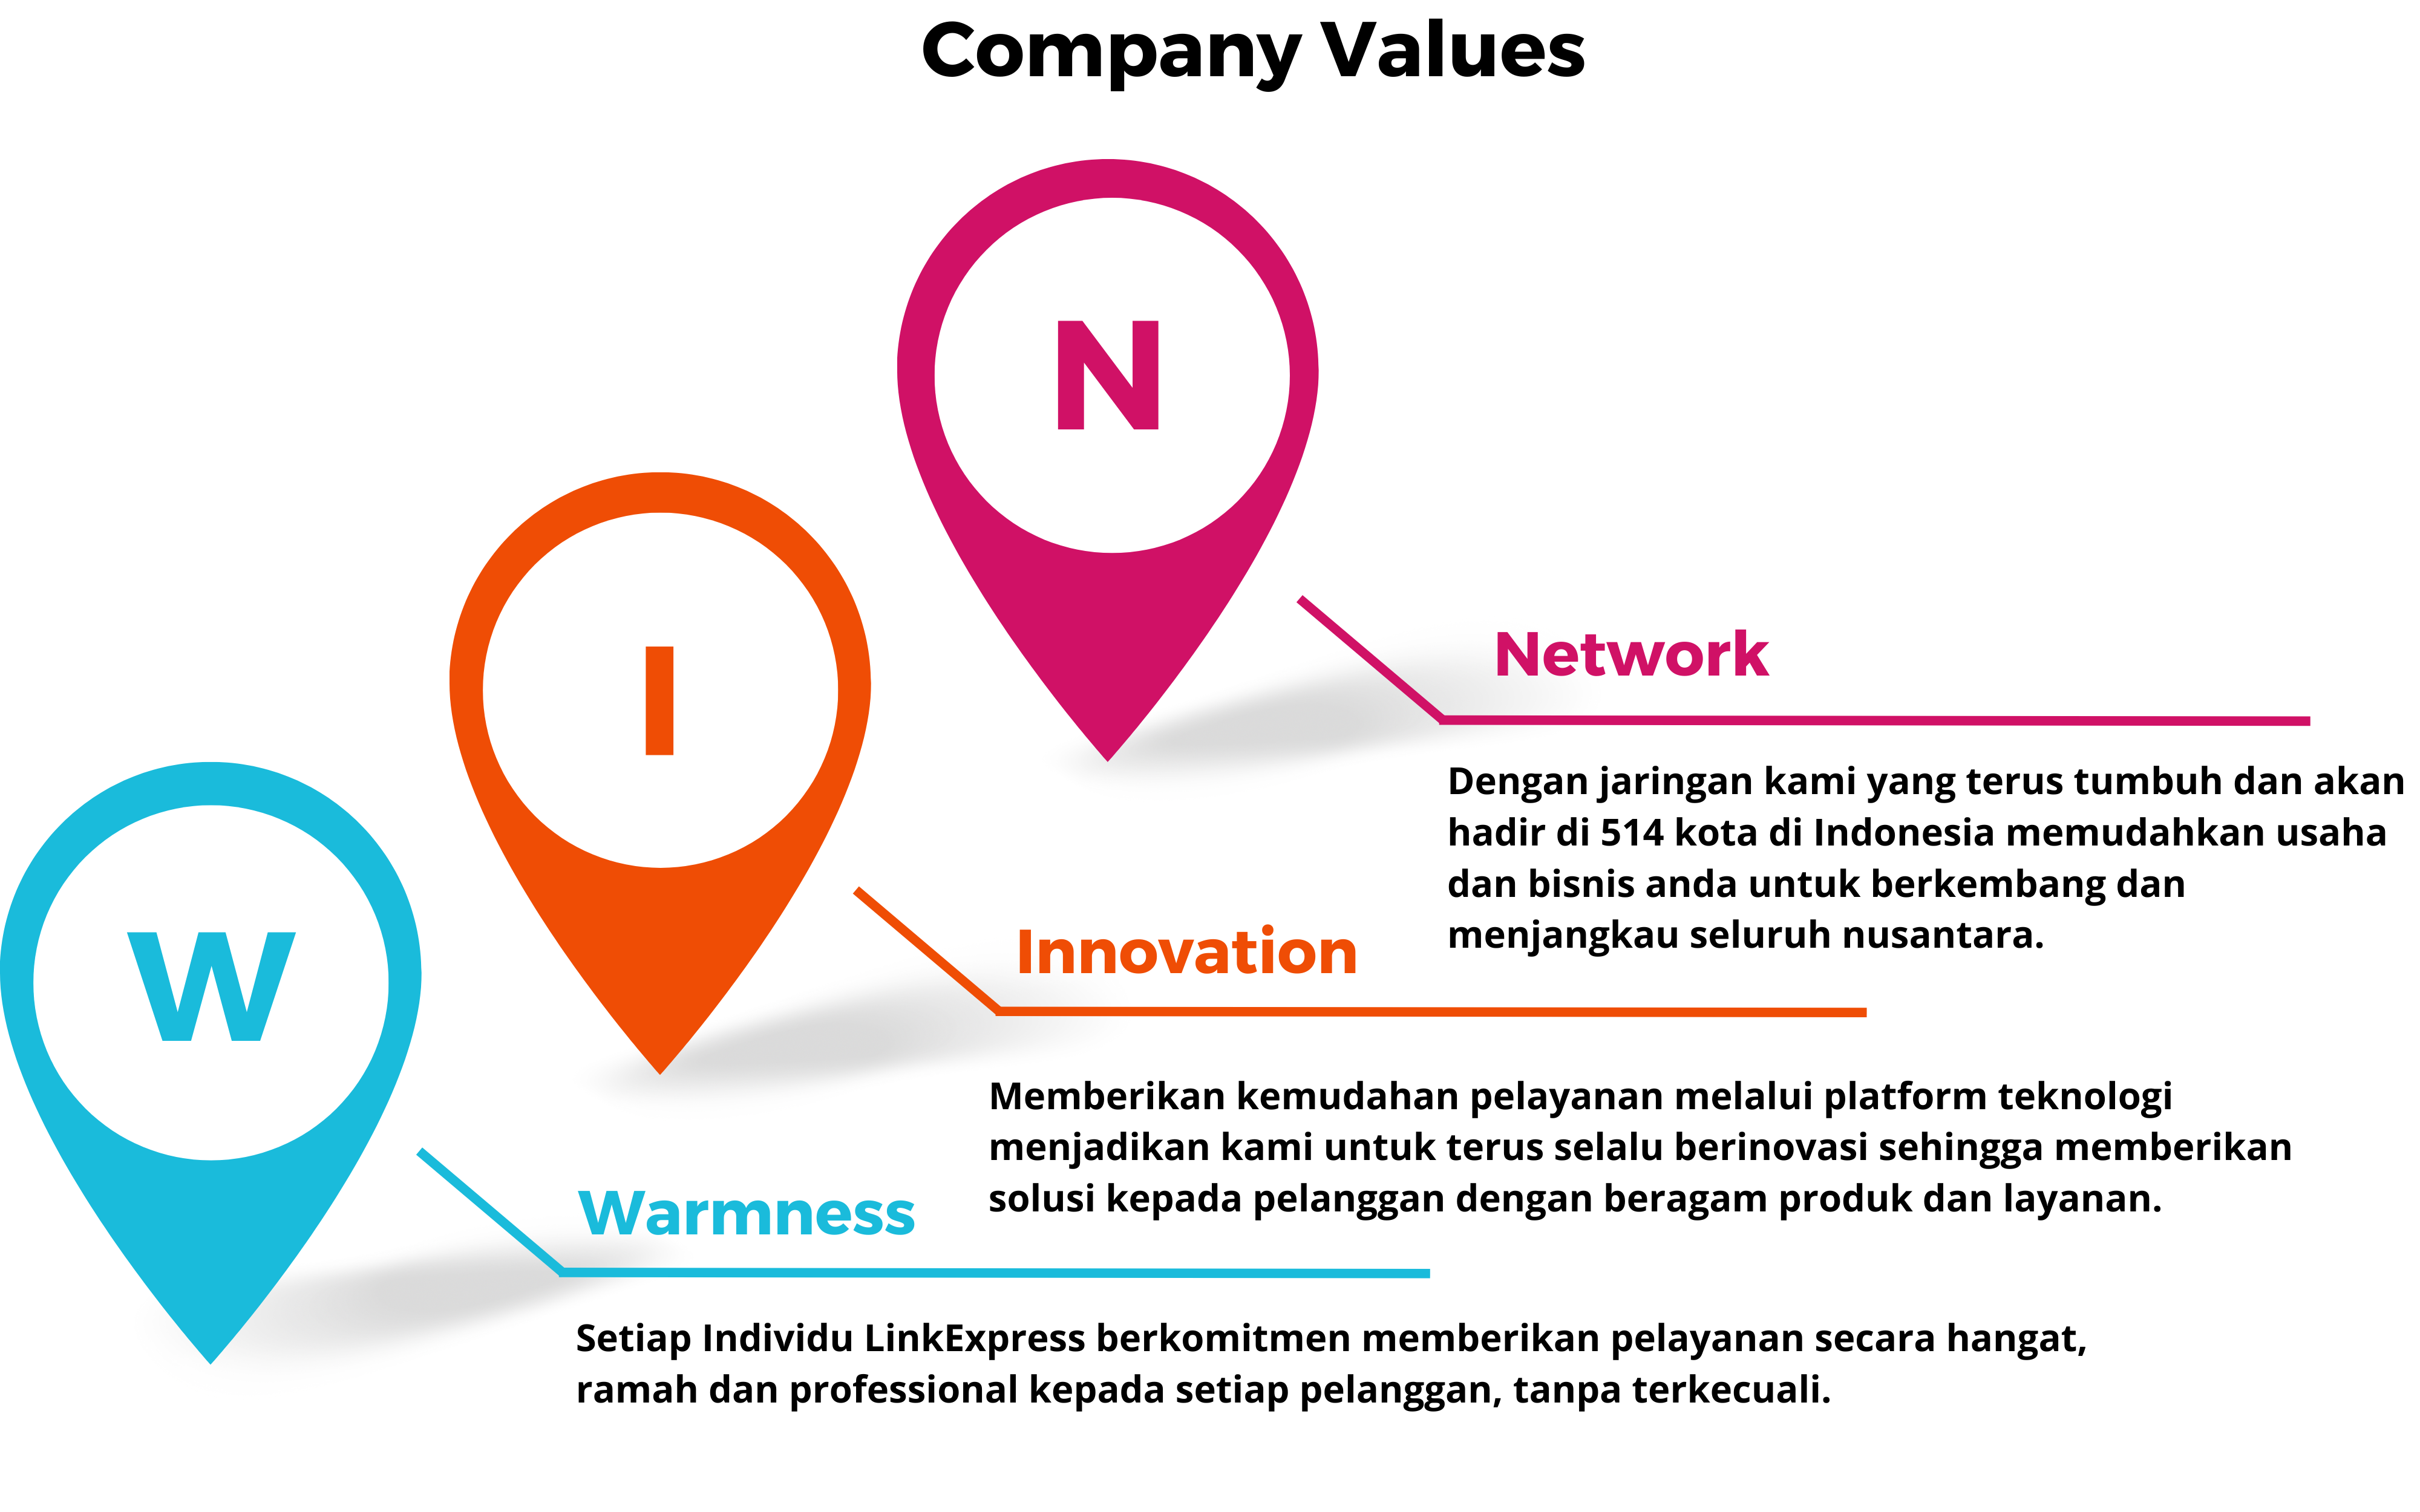 Company Values
N
Network
Dengan jaringan kami yang terus tumbuh dan akan
hadir di 514 kota di Indonesia memudahkan usaha
dan bisnis anda untuk berkembang dan
menjangkau seluruh nusantara.
I
Innovation
Memberikan kemudahan pelayanan melalui platform teknologi
menjadikan kami untuk terus selalu berinovasi sehingga memberikan
solusi kepada pelanggan dengan beragam produk dan layanan.
W
Warmness
Setiap Individu LinkExpress berkomitmen memberikan pelayanan secara hangat,
ramah dan professional kepada setiap pelanggan, tanpa terkecuali.